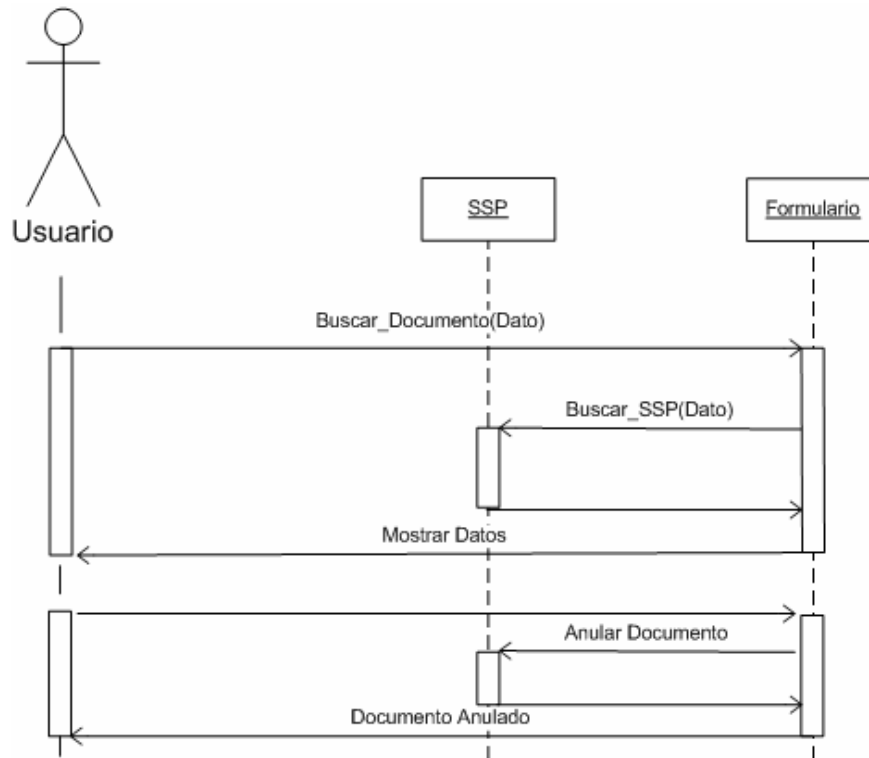 Usuario
SSP
Formulario
Buscar_Documento(Dato)
Buscar_SSP(Dato)
Mostrar Datos
Anular Documento
Documento Anulado